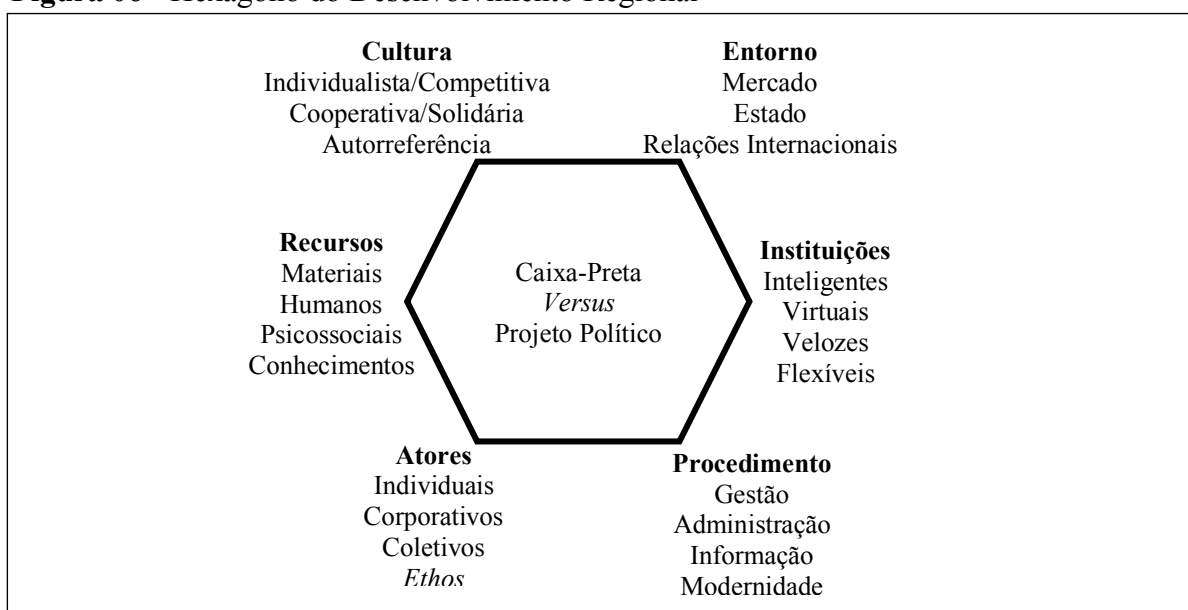 Figura 06 - Hexágono do Desenvolvimento Regional
Cultura
Individualista/Competitiva
Cooperativa/Solidária
Autorreferência
Entorno
Mercado
Estado
Relações Internacionais
Recursos
Materiais
Humanos
Psicossociais
Conhecimentos
Caixa-Preta
Versus
Projeto Político
Instituições
Inteligentes
Virtuais
Velozes
Flexíveis
Atores
Individuais
Corporativos
Coletivos
Ethos
Procedimento
Gestão
Administração
Informação
Modernidade